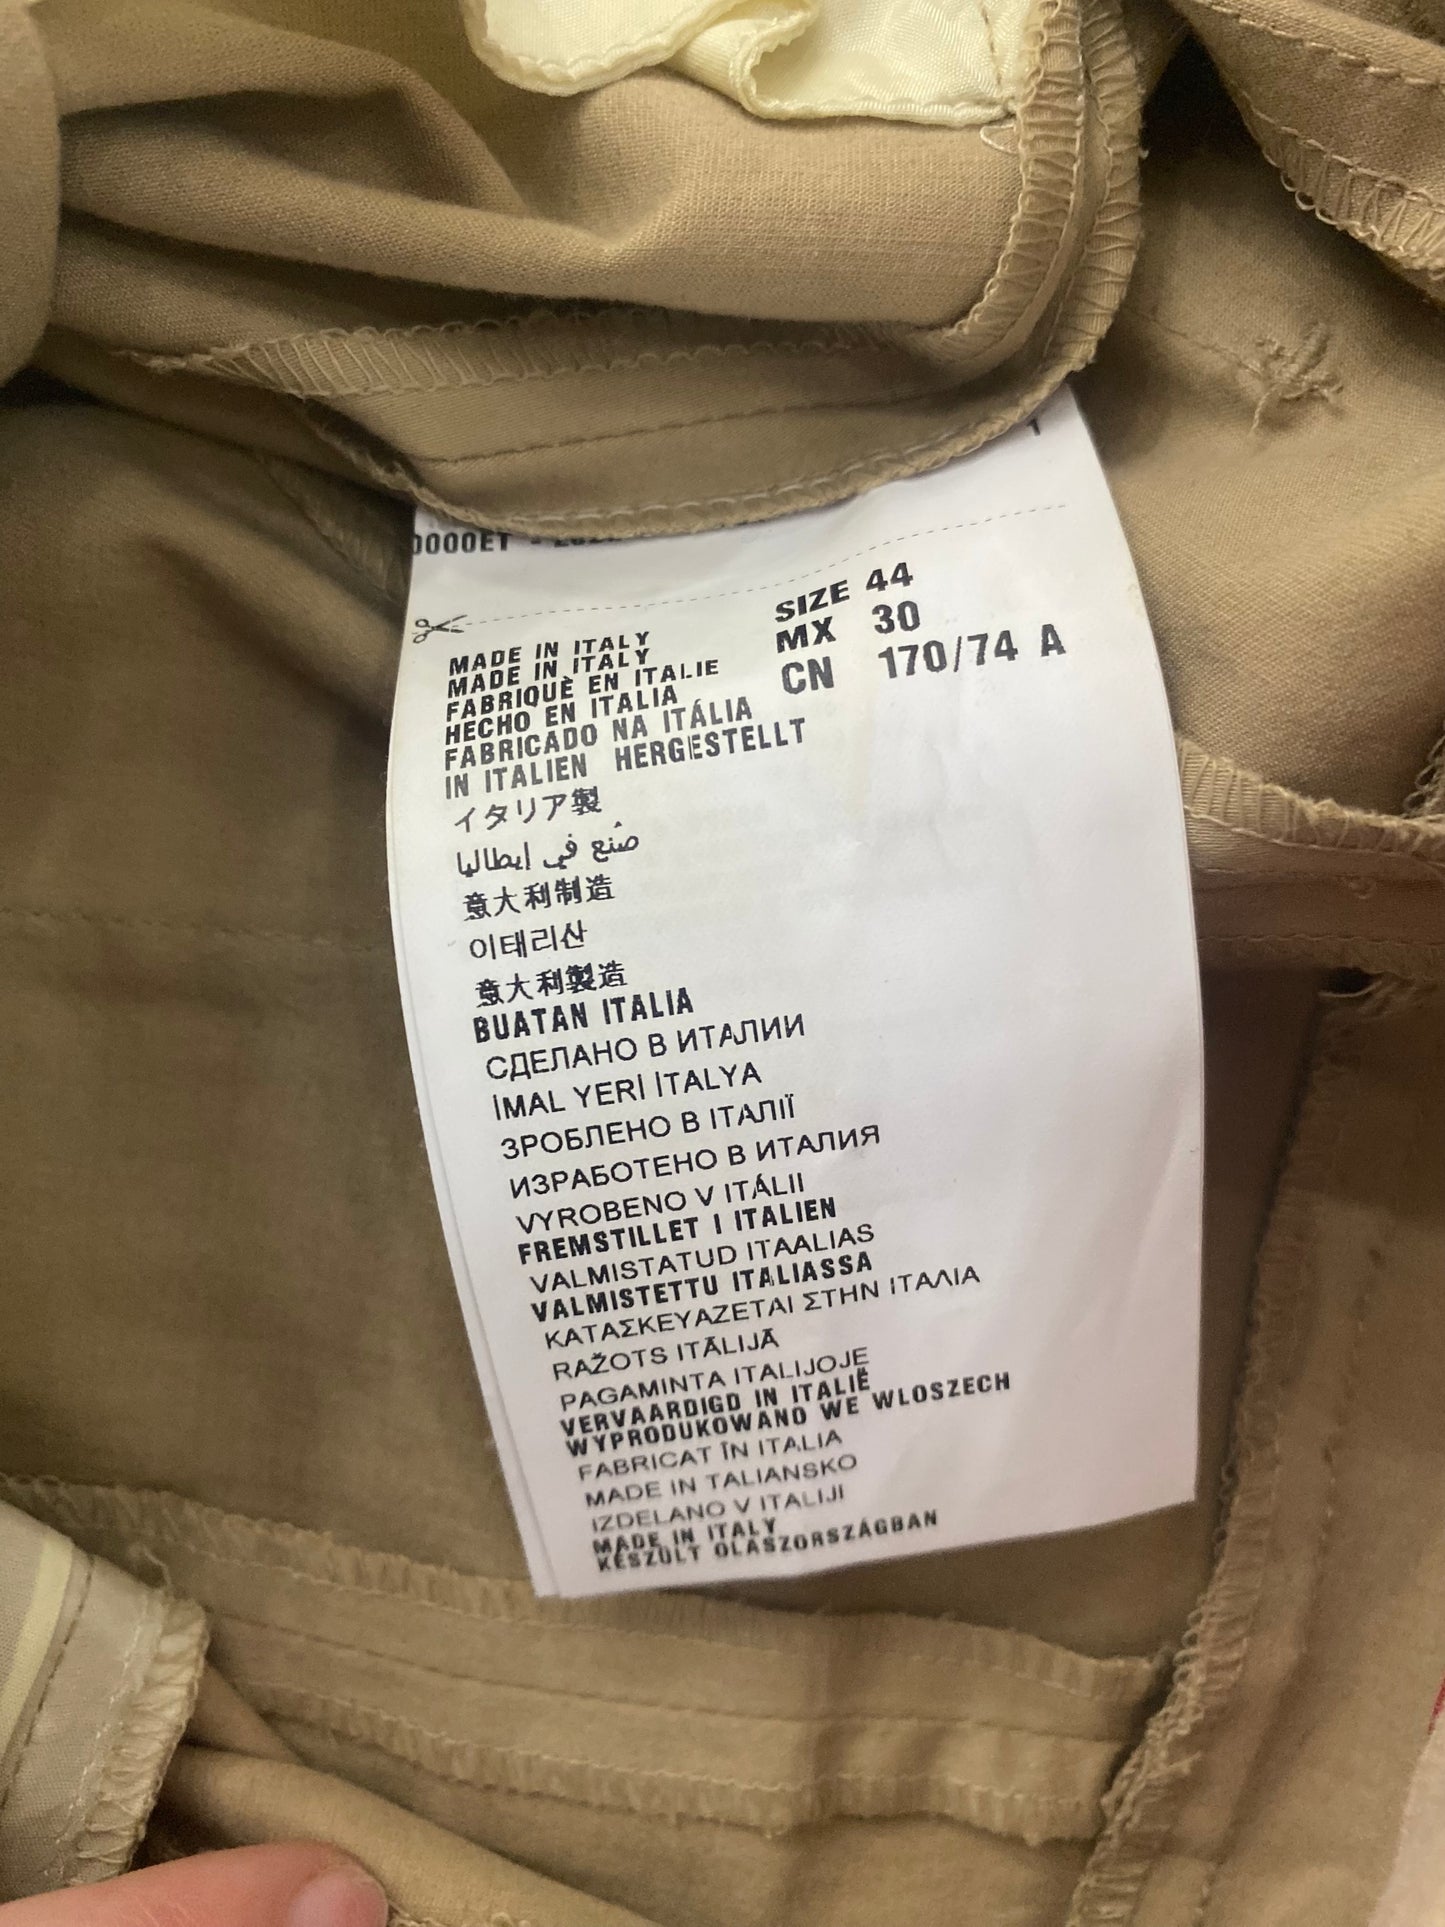 0000ET -
1
SIZE 44
MX 30
CN 170/74 A
MADE IN ITALY
MADE IN ITALY
FABRIQUÈ EN ITALIE
HECHO EN ITALIA
FABRICADO NA ITÁLIA
IN ITALIEN HERGESTELLT
イタリア製
صُنع في إيطاليا
意大利制造
이태리산
意大利製造
BUATAN ITALIA
СДЕЛАНО В ИТАЛИИ
İMAL YERİ İTALYA
ЗРОБЛЕНО В ІТАЛІЇ
ИЗРАБОТЕНО В ИТАЛИЯ
VYROBENO V ITÁLII
FREMSTILLET I ITALIEN
VALMISTATUD ITAALIAS
VALMISTETTU ITALIASSA
ΚΑΤΑΣΚΕΥΑΖΕΤΑΙ ΣΤΗΝ ΙΤΑΛΙΑ
RAŽOTS ITĀLIJĀ
PAGAMINTA ITALIJOJE
VERVAARDIGD IN ITALIË
WYPRODUKOWANO WE WLOSZECH
FABRICAT ÎN ITALIA
MADE IN TALIANSKO
IZDELANO V ITALIJI
MADE IN ITALY
KÉSZÜLT OLASZORSZÁGBAN